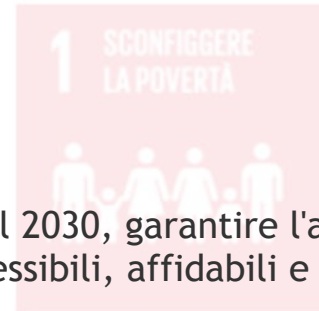 1 SCONFIGGERE
LA POVERTÀ
l 2030, garantire l'a
essibili, affidabili e